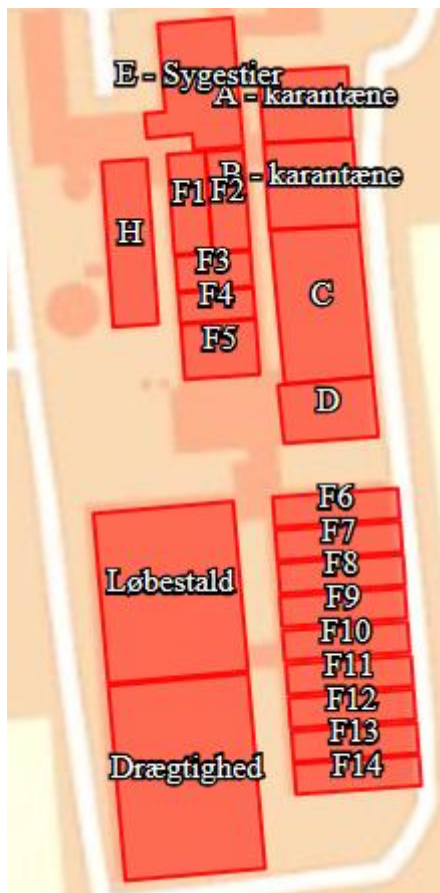 E - Sygestier
A - karantæne
B - karantæne
F1
F2
H
F3
F4
C
F5
D
F6
F7
F8
F9
F10
F11
F12
F13
F14
Løbestald
Drægtighed